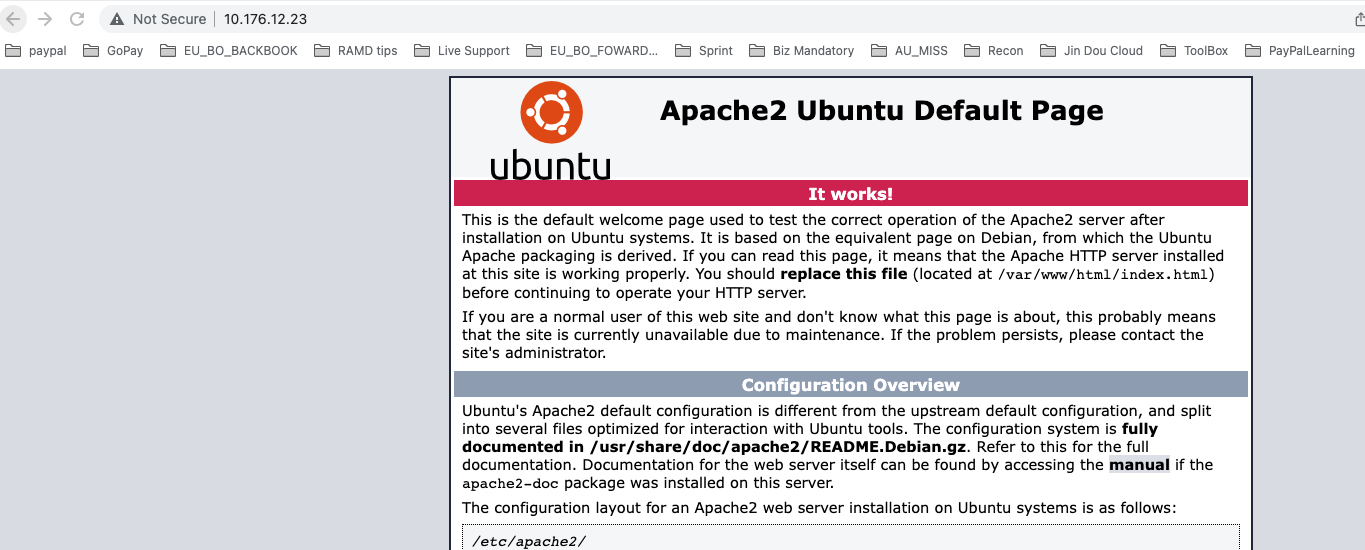 Not Secure 10.176.12.23
paypal GoPay EU_BO_BACKBOOK RAMD tips Live Support EU_BO_FOWARD... Sprint Biz Mandatory AU_MISS Recon Jin Dou Cloud ToolBox PayPalLearning
ubuntu
Apache2 Ubuntu Default Page
It works!
This is the default welcome page used to test the correct operation of the Apache2 server after
installation on Ubuntu systems. It is based on the equivalent page on Debian, from which the Ubuntu
Apache packaging is derived. If you can read this page, it means that the Apache HTTP server installed
at this site is working properly. You should replace this file (located at /var/www/html/index.html)
before continuing to operate your HTTP server.
If you are a normal user of this web site and don't know what this page is about, this probably means
that the site is currently unavailable due to maintenance. If the problem persists, please contact the
site's administrator.
Configuration Overview
Ubuntu's Apache2 default configuration is different from the upstream default configuration, and split
into several files optimized for interaction with Ubuntu tools. The configuration system is fully
documented in /usr/share/doc/apache2/README.Debian.gz. Refer to this for the full
documentation. Documentation for the web server itself can be found by accessing the manual if the
apache2-doc package was installed on this server.
The configuration layout for an Apache2 web server installation on Ubuntu systems is as follows:
/etc/apache2/